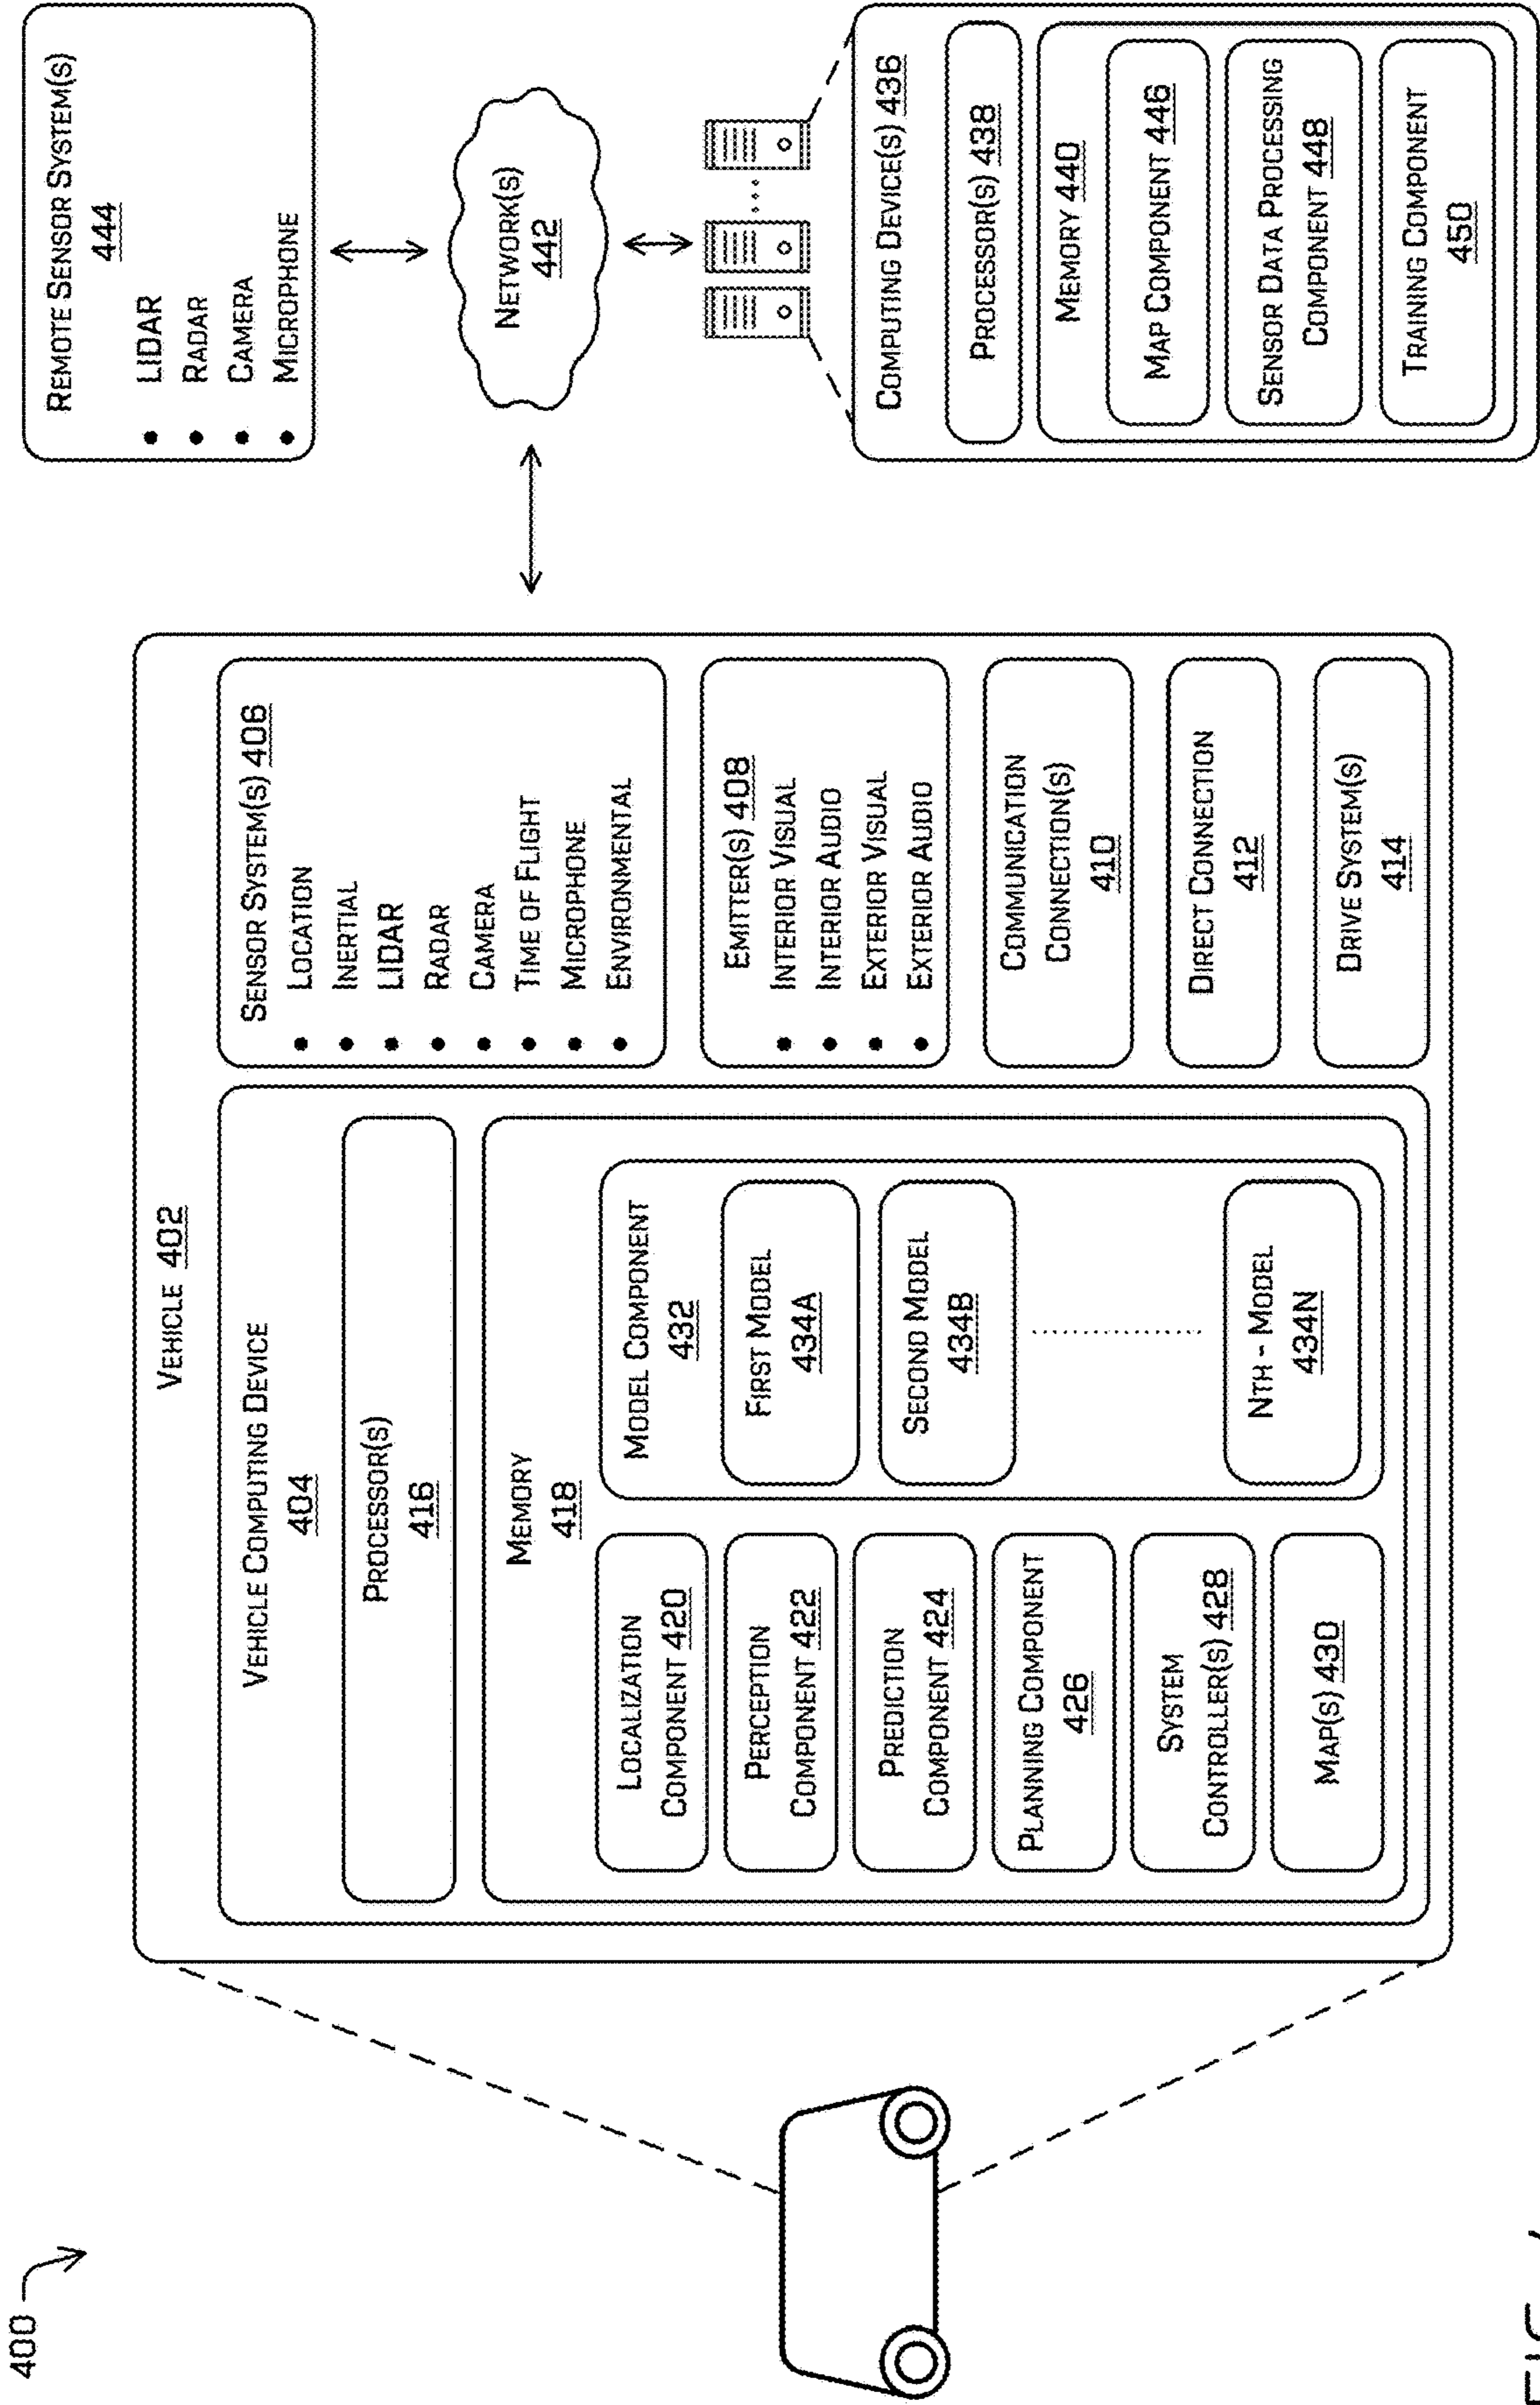 400
VEHICLE 402
VEHICLE COMPUTING DEVICE
404
PROCESSOR(S)
416
MEMORY
418
LOCALIZATION
COMPONENT 420
PERCEPTION
COMPONENT 422
PREDICTION
COMPONENT 424
PLANNING COMPONENT
426
SYSTEM
CONTROLLER(S) 428
MAP(S) 430
MODEL COMPONENT
432
FIRST MODEL
434A
SECOND MODEL
434B
NTH - MODEL
434N
SENSOR SYSTEM(S) 406
• LOCATION
• INERTIAL
• LIDAR
• RADAR
• CAMERA
• TIME OF FLIGHT
• MICROPHONE
• ENVIRONMENTAL
EMITTER(S) 408
• INTERIOR VISUAL
• INTERIOR AUDIO
• EXTERIOR VISUAL
• EXTERIOR AUDIO
COMMUNICATION
CONNECTION(S)
410
DIRECT CONNECTION
412
DRIVE SYSTEM(S)
414
REMOTE SENSOR SYSTEM(S)
444
• LIDAR
• RADAR
• CAMERA
• MICROPHONE
NETWORK(S)
442
COMPUTING DEVICE(S) 436
PROCESSOR(S) 438
MEMORY 440
MAP COMPONENT 446
SENSOR DATA PROCESSING
COMPONENT 448
TRAINING COMPONENT
450